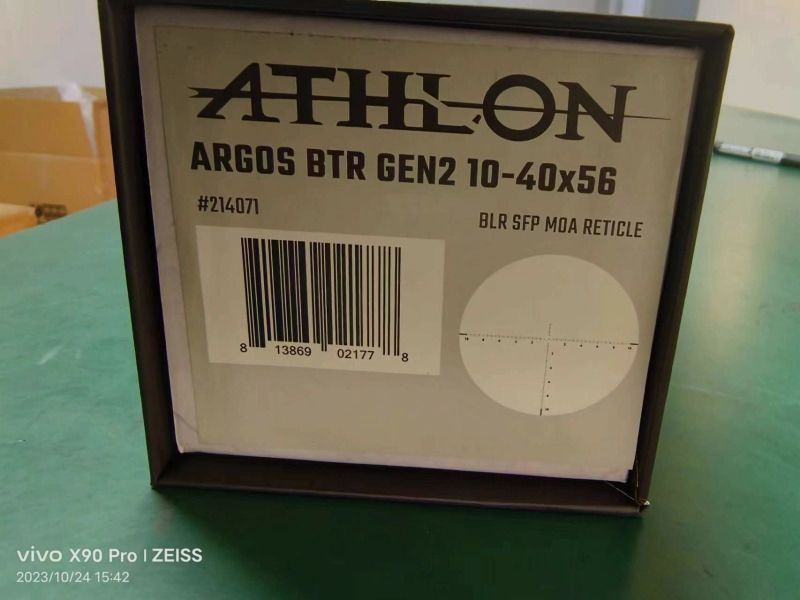 ATHLON
ARGOS BTR GEN2 10-40x56
#214071
BLR SFP MOA RETICLE
8 13869 02177 8
vivo X90 Pro | ZEISS
2023/10/24 15:42